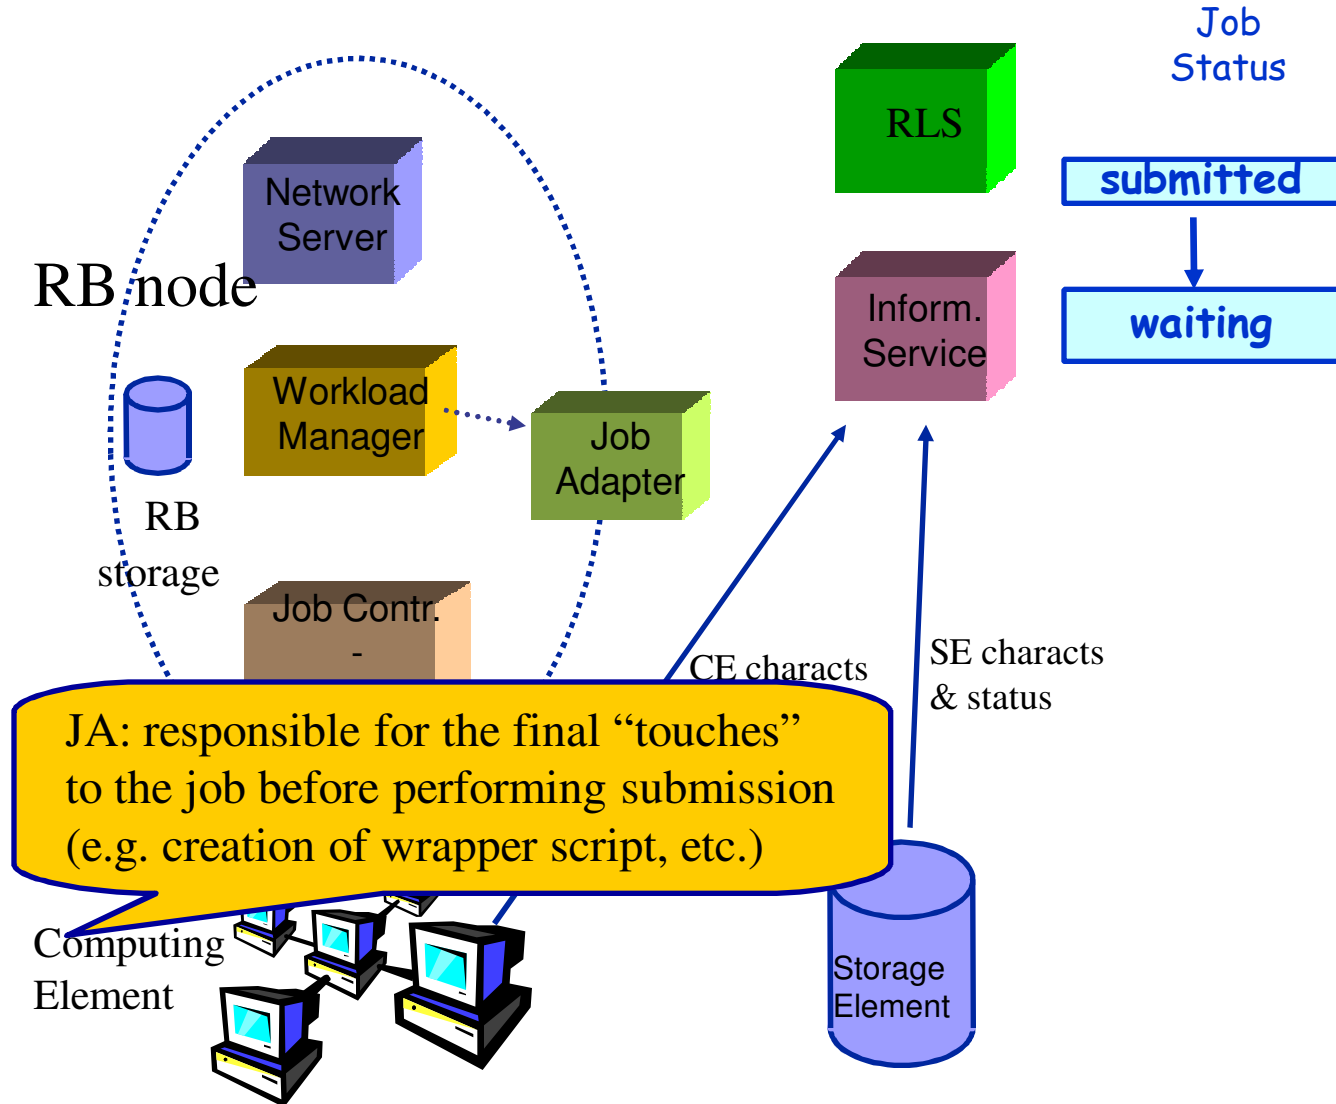 Job
Status
RLS
submitted
Network
Server
RB node
Inform.
Service
waiting
Workload
Manager
Job
Adapter
RB
storage
Job Contr.
-
CE characts
SE characts
& status
JA: responsible for the final “touches”
to the job before performing submission
(e.g. creation of wrapper script, etc.)
Computing
Element
Storage
Element